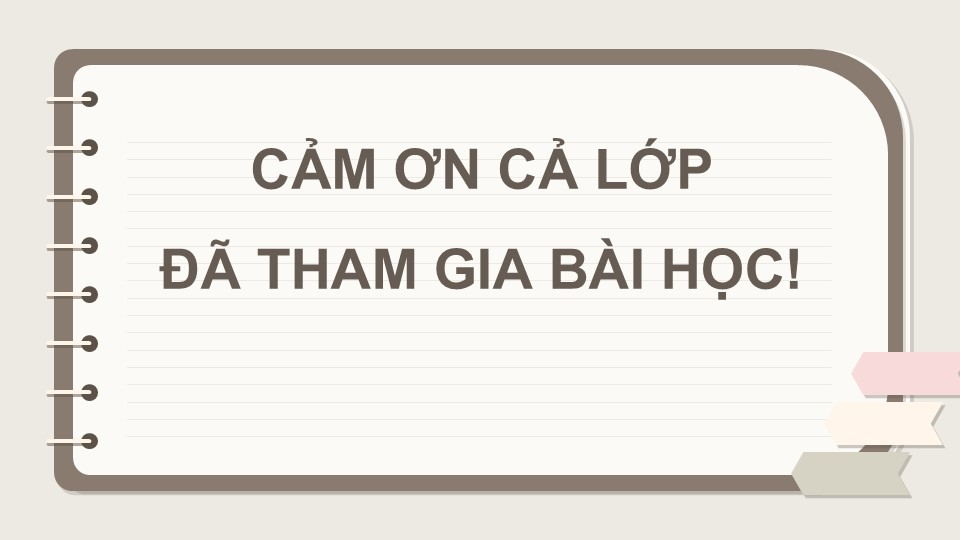 CẢM ƠN CẢ LỚP
ĐÃ THAM GIA BÀI HỌC!